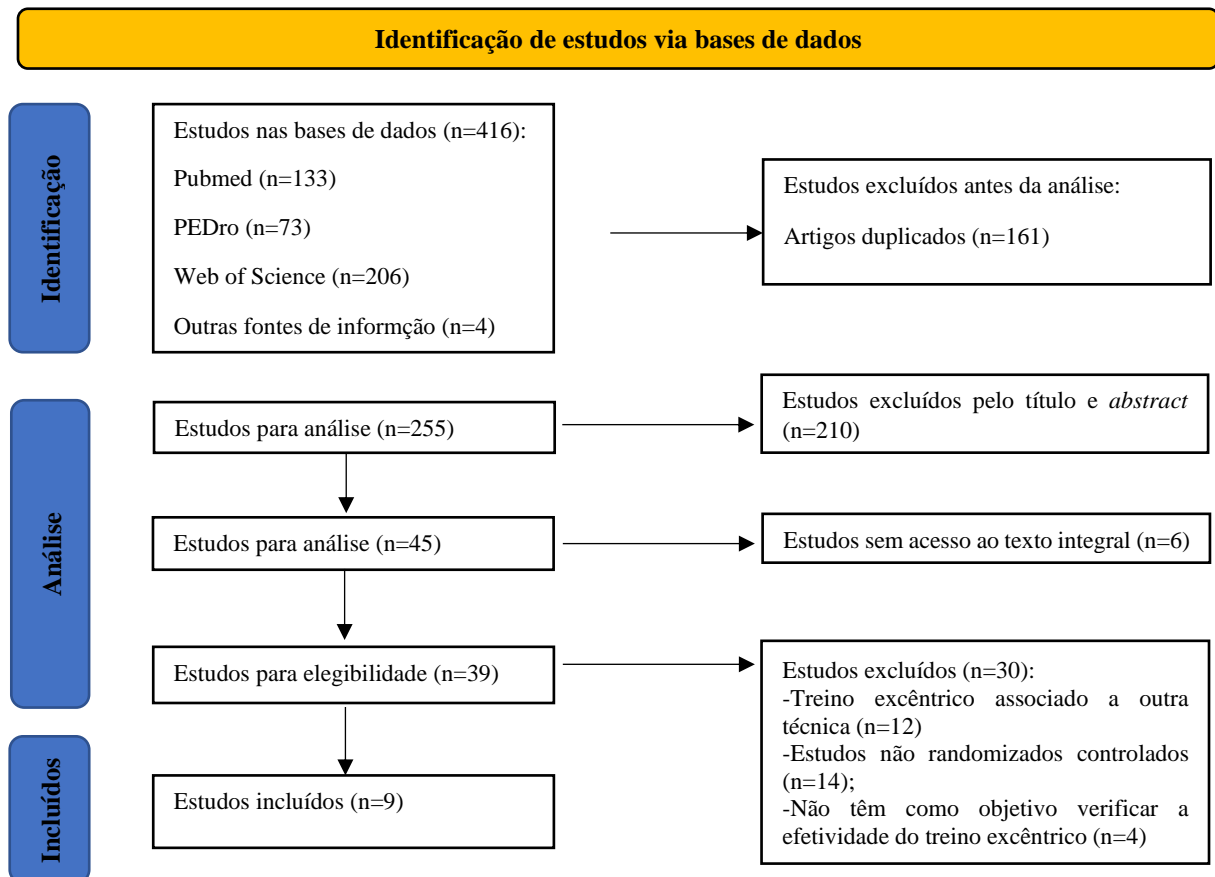 Identificação de estudos via bases de dados
Identificação
Estudos nas bases de dados (n=416):
Pubmed (n=133)
PEDro (n=73)
Web of Science (n=206)
Outras fontes de informção (n=4)
Estudos excluídos antes da análise:
Artigos duplicados (n=161)
Análise
Estudos para análise (n=255)
Estudos excluídos pelo título e abstract
(n=210)
Estudos para análise (n=45)
Estudos sem acesso ao texto integral (n=6)
Estudos para elegibilidade (n=39)
Estudos excluídos (n=30):
-Treino excêntrico associado a outra
técnica (n=12)
-Estudos não randomizados controlados
(n=14);
-Não têm como objetivo verificar a
efetividade do treino excêntrico (n=4)
Incluídos
Estudos incluídos (n=9)